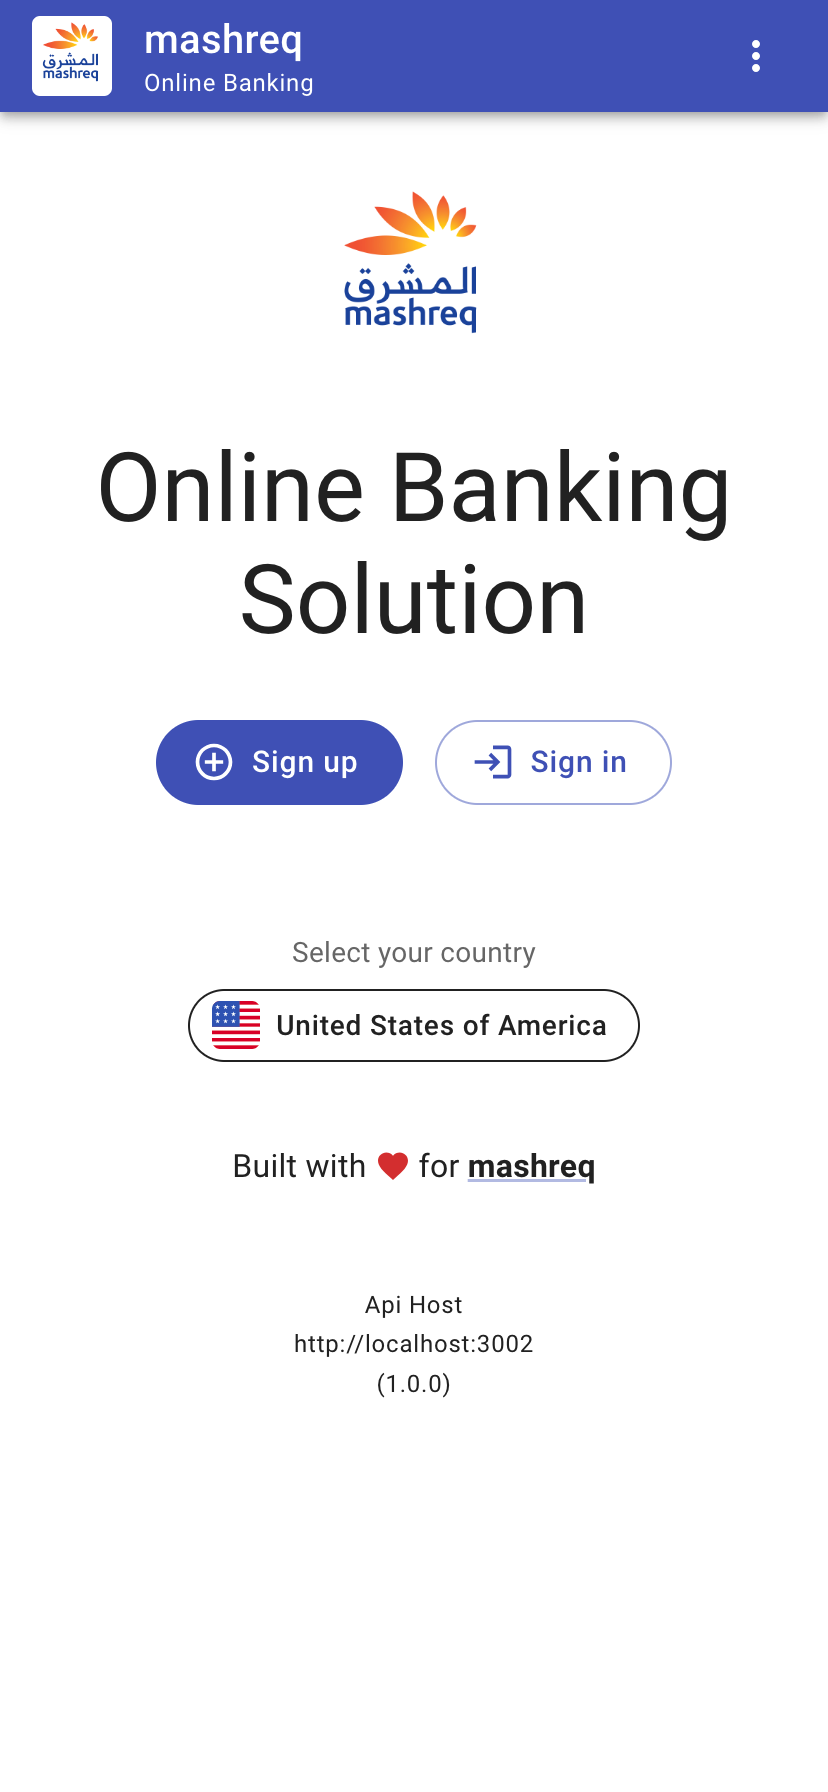 المشرق
mashreq
mashreq
Online Banking
المشرق
mashreq
Online Banking
Solution
Sign up
Sign in
Select your country
United States of America
Built with for mashreq
Api Host
http://localhost:3002
(1.0.0)